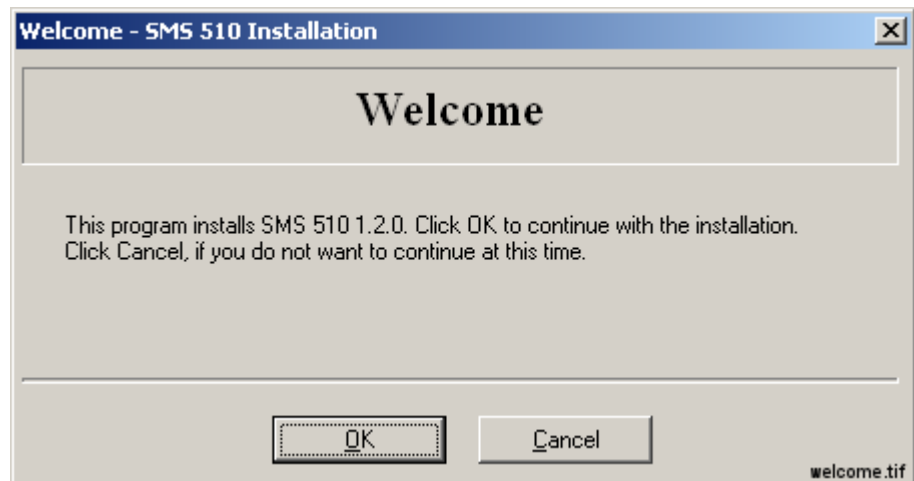 Welcome - SMS 510 Installation
Welcome
This program installs SMS 510 1.2.0. Click OK to continue with the installation.
Click Cancel, if you do not want to continue at this time.
OK
Cancel
welcome.tif